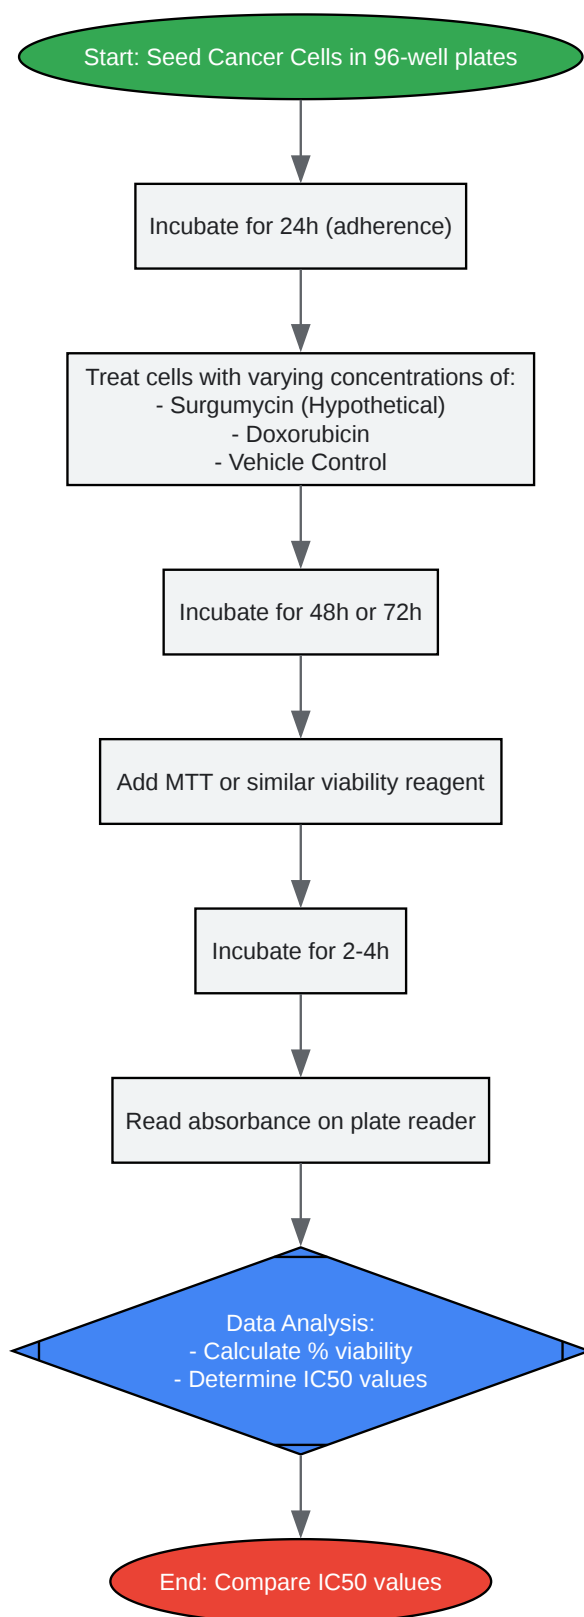 Start: Seed Cancer Cells in 96-well plates
Incubate for 24h (adherence)
Treat cells with varying concentrations of:
- Surgumycin (Hypothetical)
- Doxorubicin
- Vehicle Control
Incubate for 48h or 72h
Add MTT or similar viability reagent
Incubate for 2-4h
Read absorbance on plate reader
Data Analysis:
- Calculate % viability
- Determine IC50 values
End: Compare IC50 values